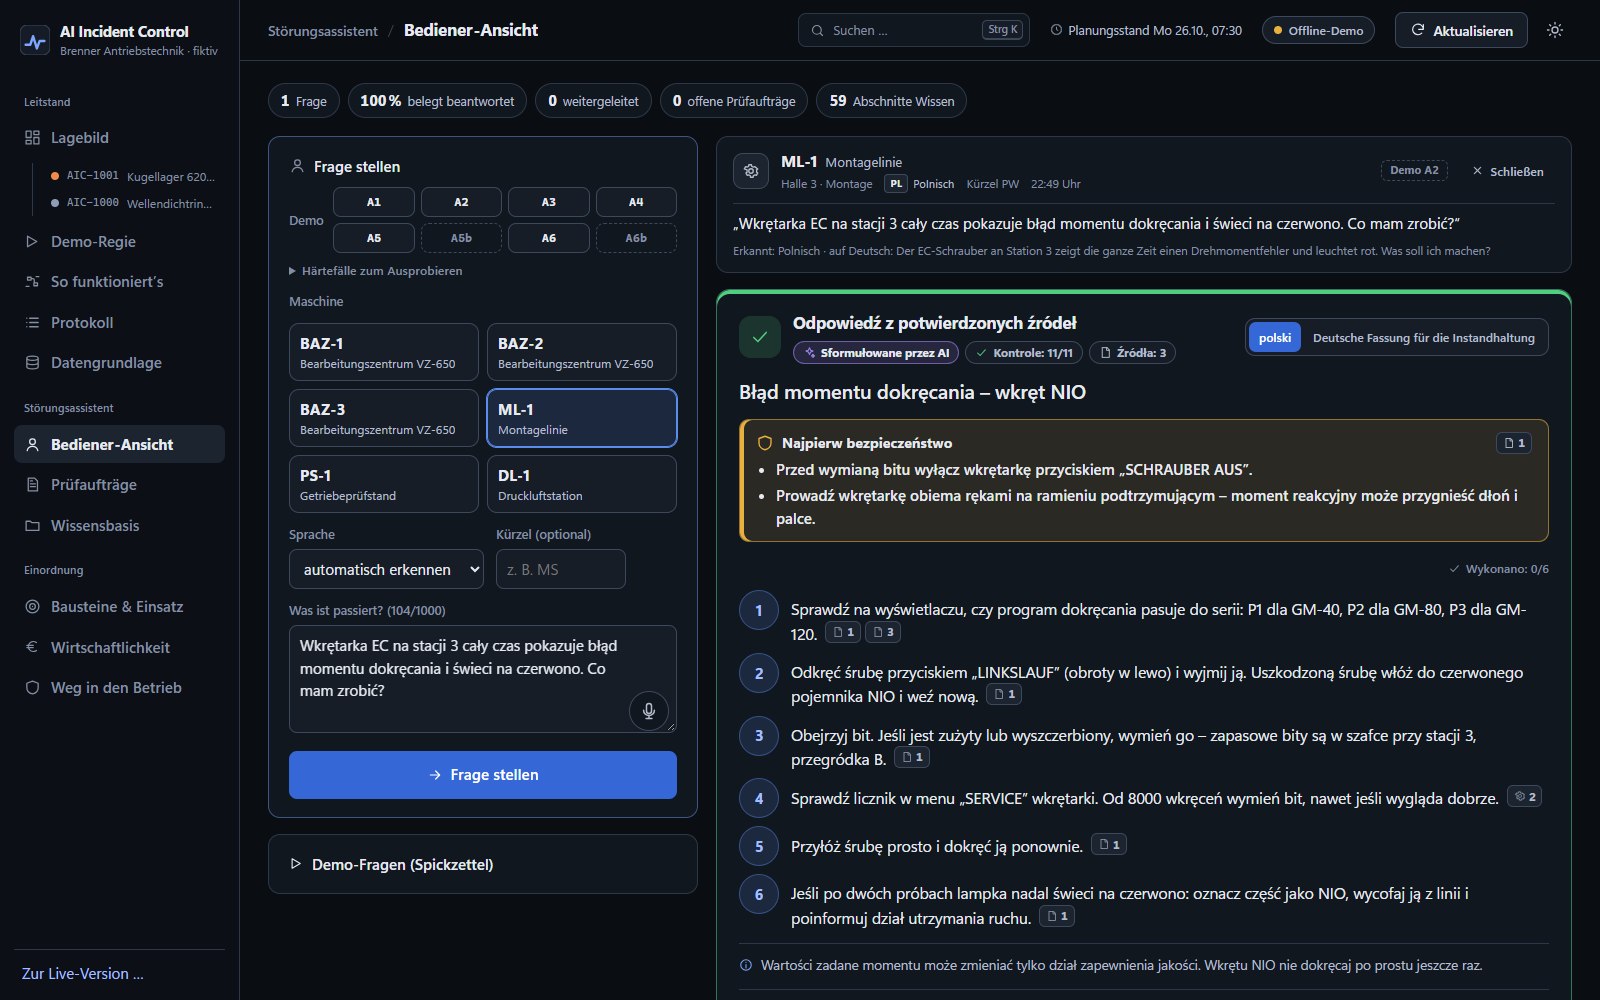 AI Incident Control
Brenner Antriebstechnik · fiktiv
Leitstand
Lagebild
AIC-1001 Kugellager 620...
AIC-1000 Wellendichtrin...
Demo-Regie
So funktioniert's
Protokoll
Datengrundlage
Störungsassistent
Bediener-Ansicht
Prüfaufträge
Wissensbasis
Einordnung
Bausteine & Einsatz
Wirtschaftlichkeit
Weg in den Betrieb
Zur Live-Version ...
Störungsassistent / Bediener-Ansicht
Suchen ... Strg K
Planungsstand Mo 26.10., 07:30
Offline-Demo
Aktualisieren
1 Frage
100 % belegt beantwortet
0 weitergeleitet
0 offene Prüfaufträge
59 Abschnitte Wissen
Frage stellen
Demo
A1 A2 A3 A4
A5 A5b A6 A6b
Härtefälle zum Ausprobieren
Maschine
BAZ-1
Bearbeitungszentrum VZ-650
BAZ-2
Bearbeitungszentrum VZ-650
BAZ-3
Bearbeitungszentrum VZ-650
ML-1
Montagelinie
PS-1
Getriebeprüfstand
DL-1
Druckluftstation
Sprache
automatisch erkennen
Kürzel (optional)
z. B. MS
Was ist passiert? (104/1000)
Wkrętarka EC na stacji 3 cały czas pokazuje błąd
momentu dokręcania i świeci na czerwono. Co
mam zrobić?
Frage stellen
Demo-Fragen (Spickzettel)
ML-1 Montagelinie
Halle 3 · Montage PL Polnisch Kürzel PW 22:49 Uhr
Demo A2
Schließen
„Wkrętarka EC na stacji 3 cały czas pokazuje błąd momentu dokręcania i świeci na czerwono. Co mam zrobić?“
Erkannt: Polnisch · auf Deutsch: Der EC-Schrauber an Station 3 zeigt die ganze Zeit einen Drehmomentfehler und leuchtet rot. Was soll ich machen?
Odpowiedź z potwierdzonych źródeł
Sformułowane przez AI
Kontrole: 11/11
Źródła: 3
polski
Deutsche Fassung für die Instandhaltung
Błąd momentu dokręcania – wkręt NIO
Najpierw bezpieczeństwo 1
• Przed wymianą bitu wyłącz wkrętarkę przyciskiem „SCHRAUBER AUS”.
• Prowadź wkrętarkę obiema rękami na ramieniu podtrzymującym – moment reakcyjny może przygnieść dłoń i
palce.
Wykonano: 0/6
1 Sprawdź na wyświetlaczu, czy program dokręcania pasuje do serii: P1 dla GM-40, P2 dla GM-80, P3 dla GM-
120. 1 3
2 Odkręć śrubę przyciskiem „LINKSLAUF” (obroty w lewo) i wyjmij ją. Uszkodzoną śrubę włóż do czerwonego
pojemnika NIO i weź nową. 1
3 Obejrzyj bit. Jeśli jest zużyty lub wyszczerbiony, wymień go – zapasowe bity są w szafce przy stacji 3,
przegródka B. 1
4 Sprawdź licznik w menu „SERVICE” wkrętarki. Od 8000 wkręceń wymień bit, nawet jeśli wygląda dobrze. 2
5 Przyłóż śrubę prosto i dokręć ją ponownie. 1
6 Jeśli po dwóch próbach lampka nadal świeci na czerwono: oznacz część jako NIO, wycofaj ją z linii i
poinformuj dział utrzymania ruchu. 1
Wartości zadane momentu może zmieniać tylko dział zapewnienia jakości. Wkrętu NIO nie dokręcaj po prostu jeszcze raz.